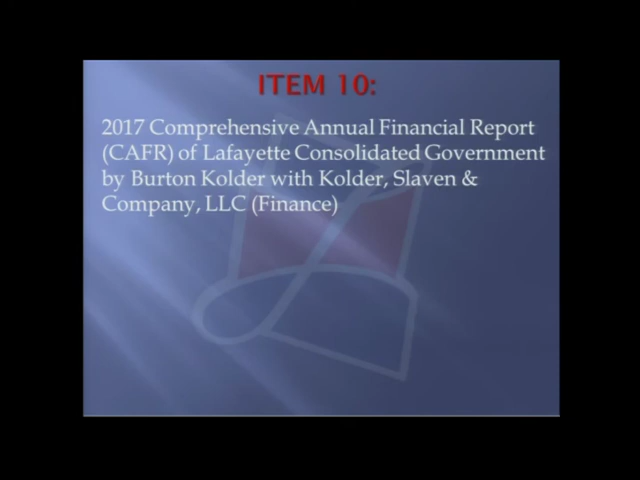 ITEM 10:
2017 Comprehensive Annual Financial Report
(CAFR) of Lafayette Consolidated Government
by Burton Kolder with Kolder, Slaven &
Company, LLC (Finance)